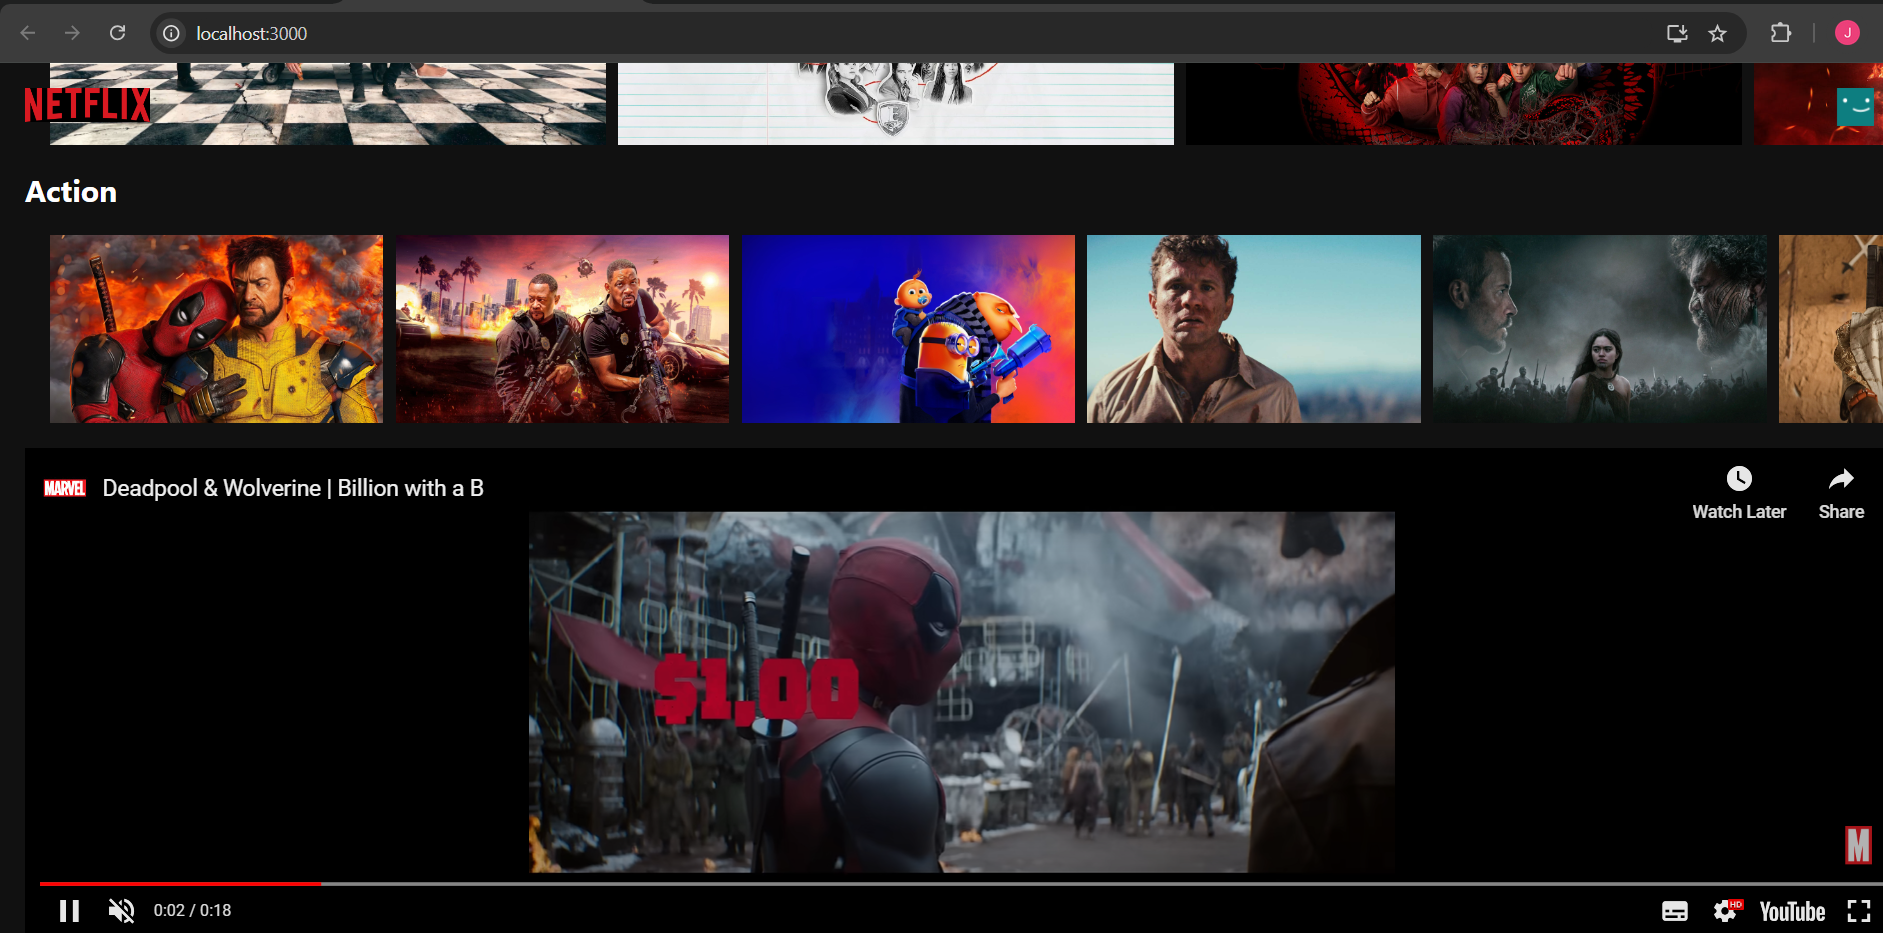 localhost:3000
J
NETFLIX
E
Action
MARVEL
Deadpool & Wolverine | Billion with a B
Watch Later
Share
$1,00
M
0:02 / 0:18
HD
YouTube